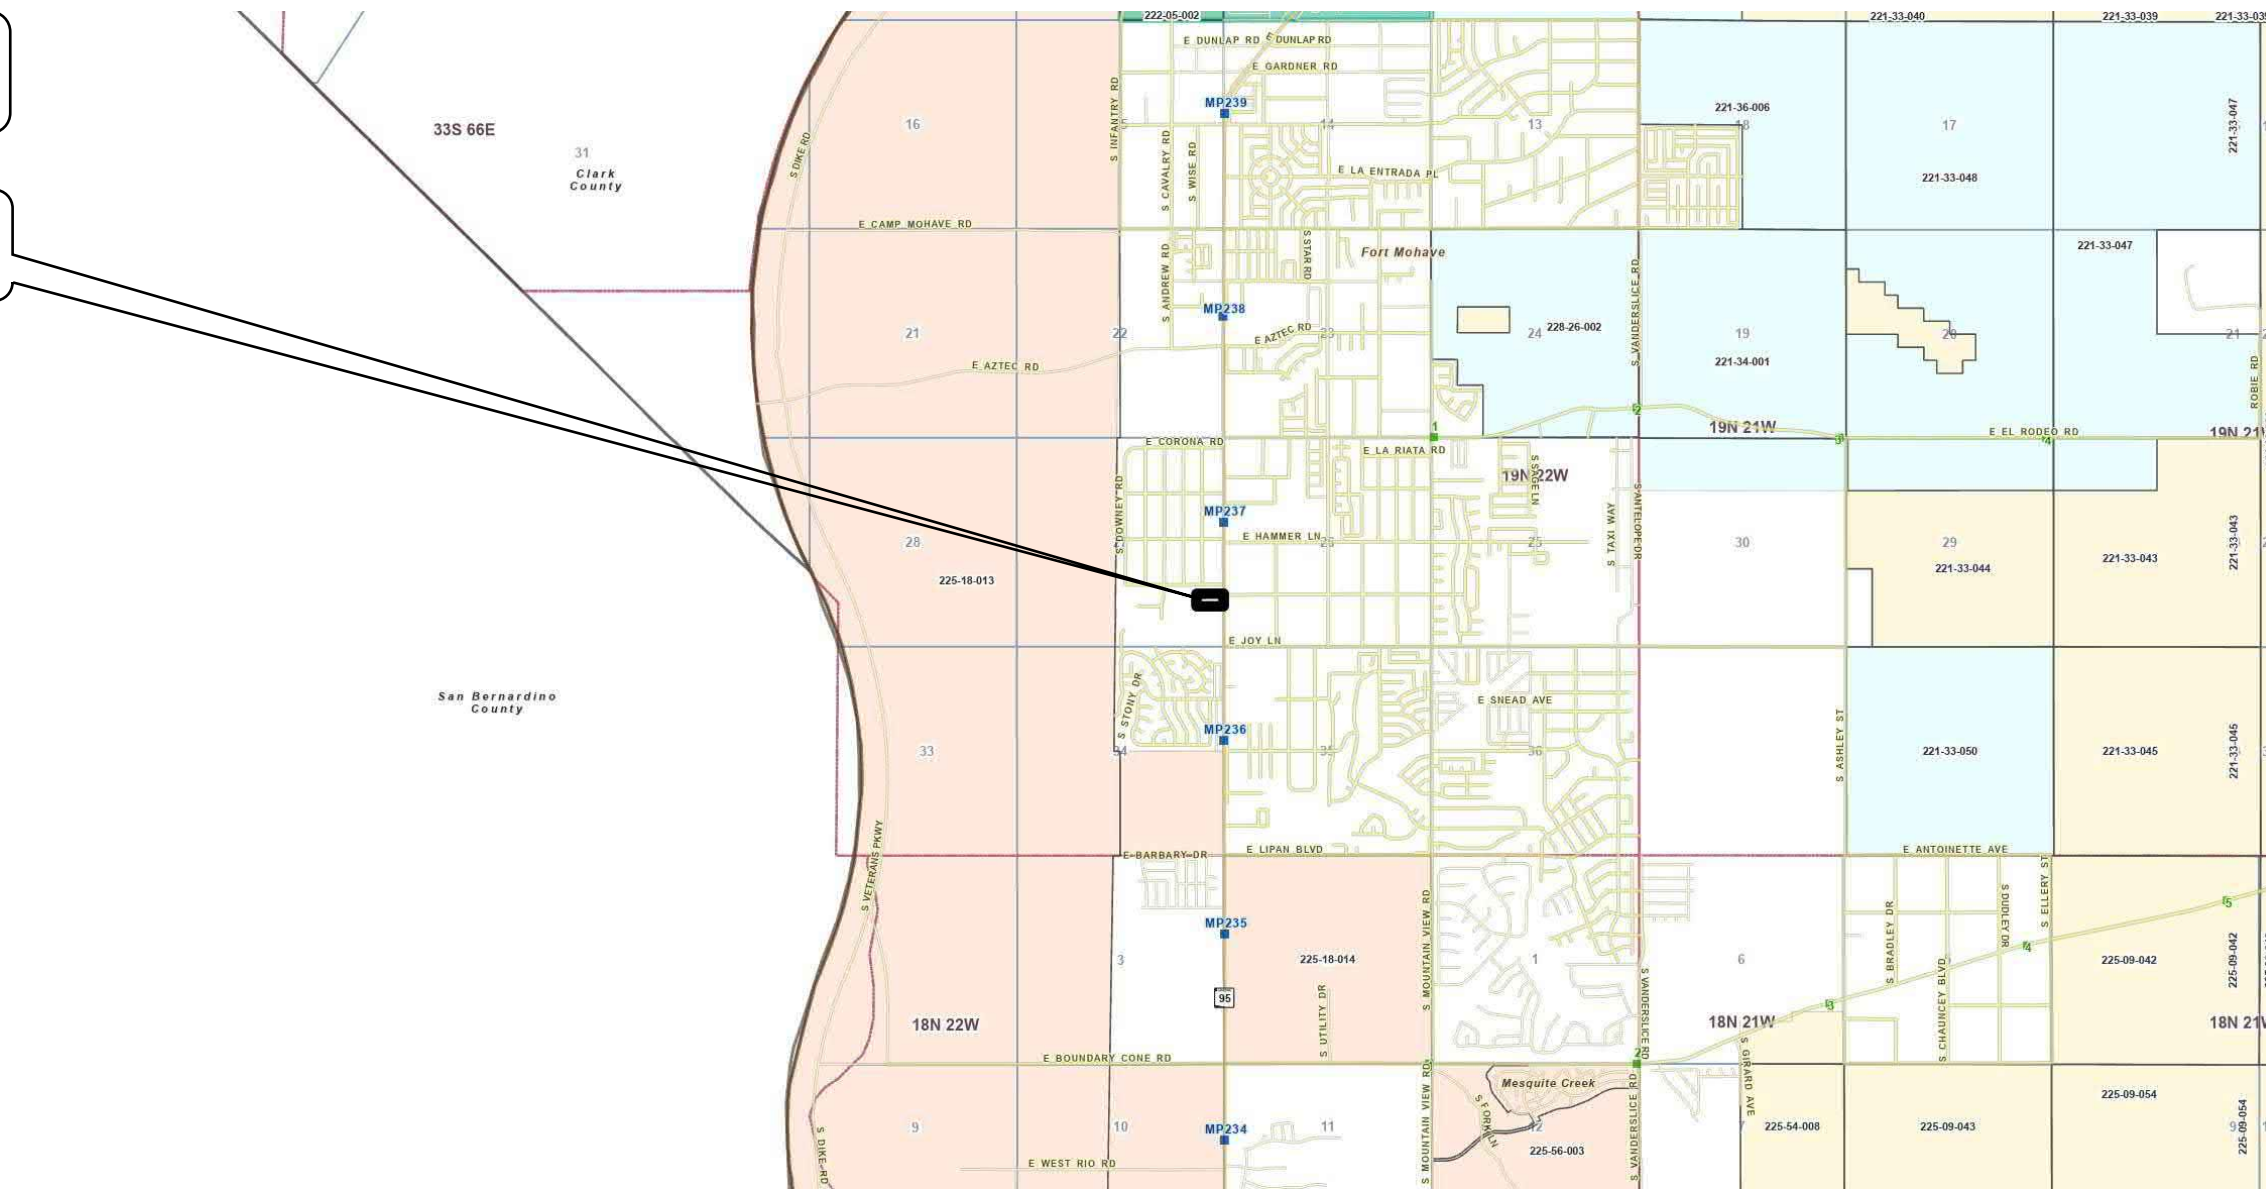 222-05-002
221-33-040
221-33-039
E DUNLAP RD
E DUNLAP RD
E GARDNER RD
MP239
221-36-006
221-33-047
33S 66E
16
14
13
18
17
31
Clark
County
S DIKE RD
S INFANTRY RD
S CAVALRY RD
S WISE RD
E LA ENTRADA PL
221-33-048
E CAMP MOHAVE RD
S ANDREW RD
S STAR RD
Fort Mohave
S VANDERSLICE RD
221-33-047
MP238
21
22
E AZTEC RD
23
24
228-26-002
19
20
21
221-34-001
E AZTEC RD
ROBIE RD
2
1
19N 21W
3
E EL RODEO RD
4
E CORONA RD
E LA RIATA RD
19N 22W
S SAGE LN
S DOWNEY RD
MP237
S TAXI WAY
S ANTELOPE DR
28
E HAMMER LN
25
30
29
221-33-043
221-33-043
225-18-013
221-33-044
E JOY LN
San Bernardino
County
S STONY DR
E SNEAD AVE
MP236
S ASHLEY ST
33
34
35
36
221-33-050
221-33-045
221-33-045
S VETERANS PKWY
E BARBARY DR
E LIPAN BLVD
E ANTOINETTE AVE
S MOUNTAIN VIEW RD
S BRADLEY DR
S DUDLEY DR
S ELLERY ST
5
MP235
4
3
225-18-014
1
6
225-09-042
225-09-042
95
S UTILITY DR
S VANDERSLICE RD
S CHAUNCEY BLVD
3
18N 22W
18N 21W
E BOUNDARY CONE RD
2
S GIRARD AVE
Mesquite Creek
S MOUNTAIN VIEW RD
S FORK LN
S VANDERSLICE RD
225-09-054
225-09-054
S DIKE RD
9
10
MP234
11
12
7
225-54-008
225-09-043
225-56-003
E WEST RIO RD